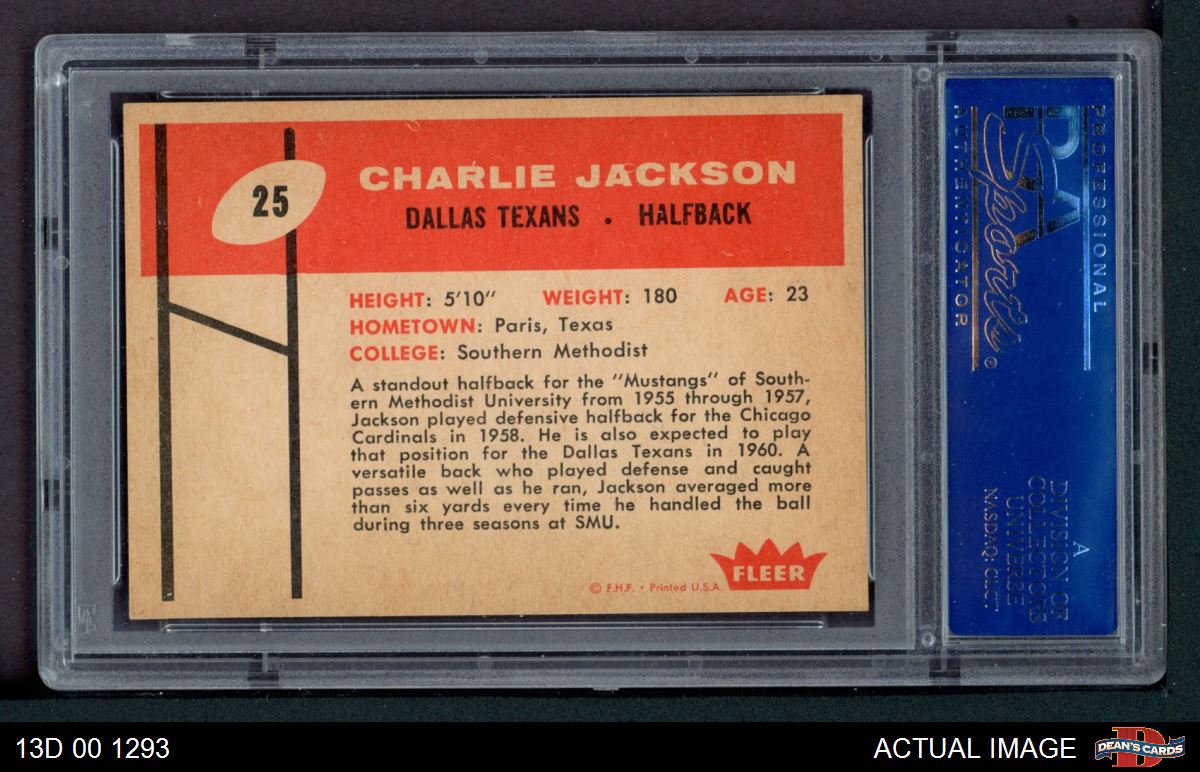 25
CHARLIE JACKSON
DALLAS TEXANS • HALFBACK
HEIGHT: 5'10" WEIGHT: 180 AGE: 23
HOMETOWN: Paris, Texas
COLLEGE: Southern Methodist
A standout halfback for the "Mustangs" of South-
ern Methodist University from 1955 through 1957,
Jackson played defensive halfback for the Chicago
Cardinals in 1958. He is also expected to play
that position for the Dallas Texans in 1960. A
versatile back who played defense and caught
passes as well as he ran, Jackson averaged more
than six yards every time he handled the ball
during three seasons at SMU.
FLEER
© F.H.F. • Printed U.S.A.
PROFESSIONAL
PSA
Sports®
AUTHENTICATOR
A
DIVISION OF
COLLECTORS
UNIVERSE
NASDAQ: CLCT
13D 00 1293
ACTUAL IMAGE
DEAN'S CARDS